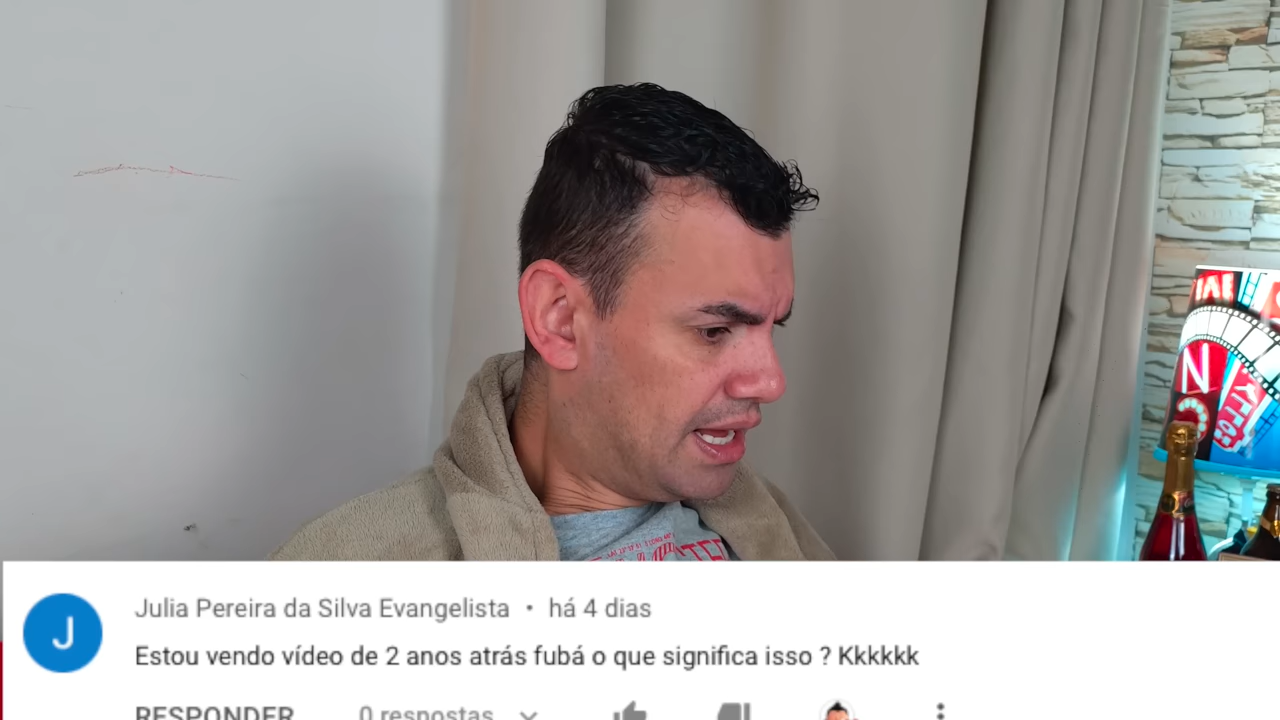 Julia Pereira da Silva Evangelista • há 4 dias
Estou vendo vídeo de 2 anos atrás fubá o que significa isso ? Kkkkkk
RESPONDER 0 respostas